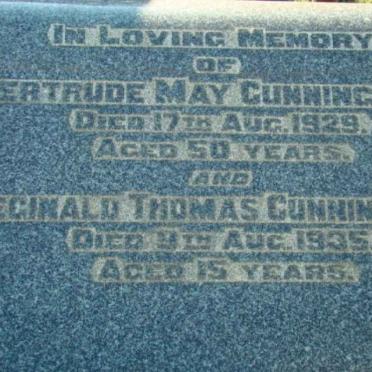 In Loving Memory
OF
ERTRUDE MAY CUNNING
DIED 17TH AUG. 1929.
AGED 50 YEARS.
AND
EGINALD THOMAS CUNNIN
DIED 9TH AUG. 1935.
AGED 15 YEARS.